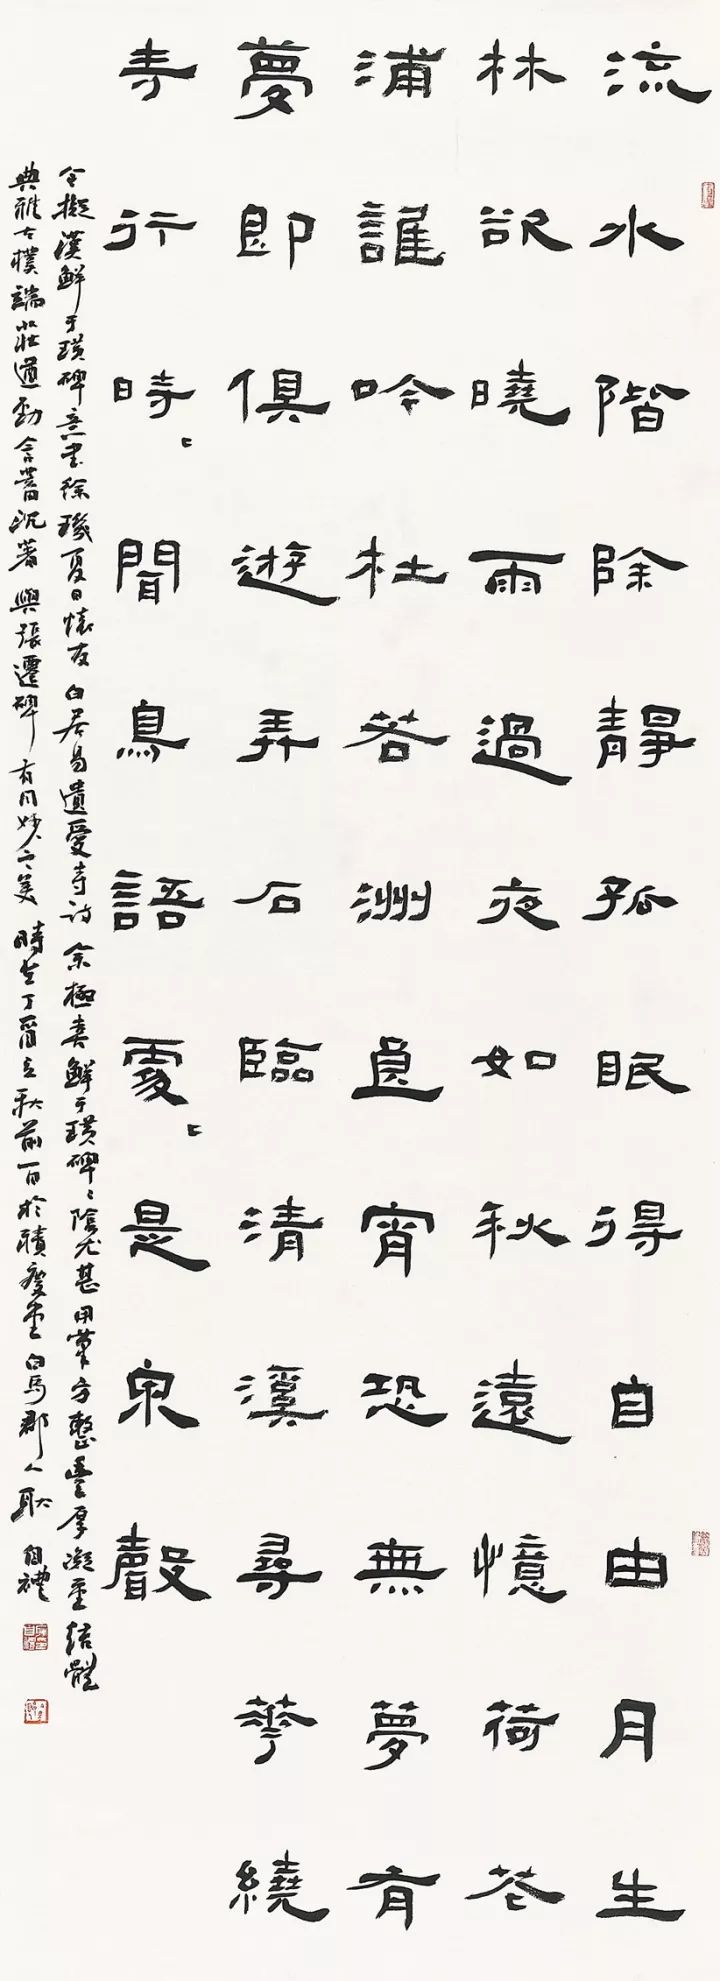 流水階除靜孤眠得自由月生
林欲曉雨過夜如秋遠憶荷花
浦誰吟杜若洲良宵恐無夢有
夢即俱遊弄石臨清溪尋華繞
寺行時〻聞鳥語處〻是泉聲
今擬漢鮮于璜碑意書徐璣夏日懷友白居易遺愛寺詩余極喜鮮于璜碑〻陰尤甚用筆方整豐厚凝重結體
典雅古樸端莊遒勁含蓄沉著與張遷碑有同妙之美時在丁酉立秋前一日於積慶堂白馬郡人耿自禮